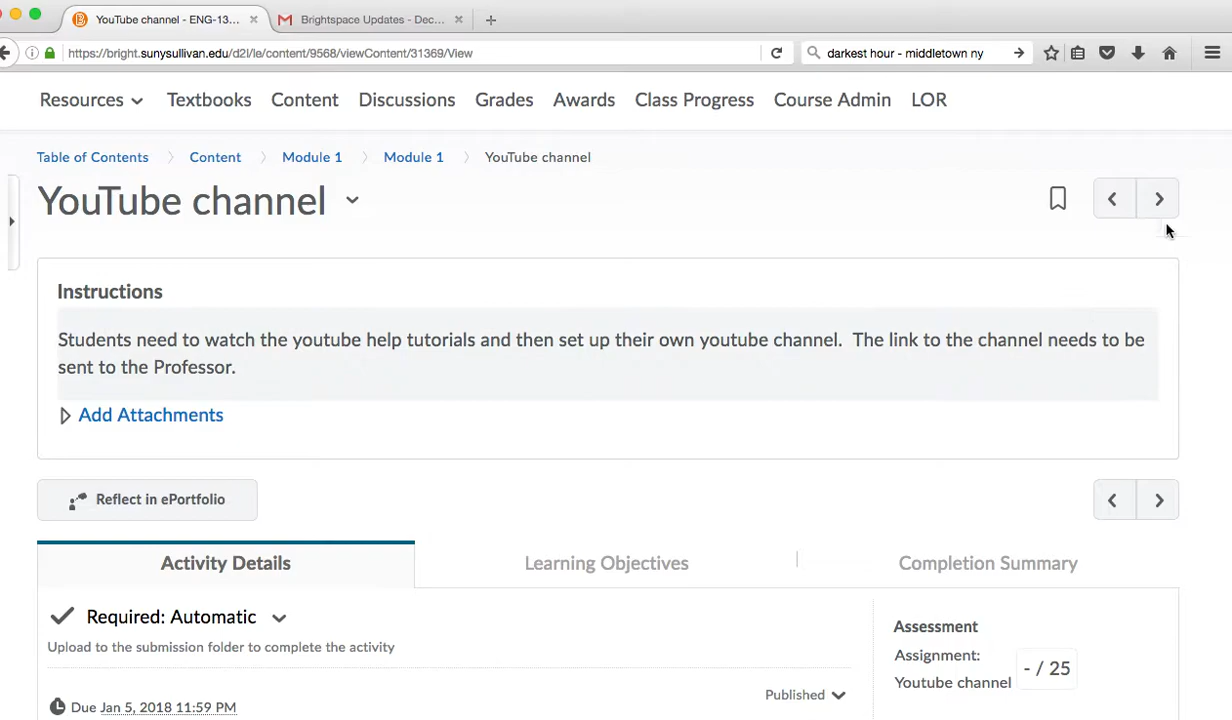 YouTube channel - ENG-13...
Brightspace Updates - Dec...
https://bright.sunysullivan.edu/d2l/le/content/9568/viewContent/31369/View
darkest hour - middletown ny
Resources Textbooks Content Discussions Grades Awards Class Progress Course Admin LOR
Table of Contents Content Module 1 Module 1 YouTube channel
YouTube channel
Instructions
Students need to watch the youtube help tutorials and then set up their own youtube channel. The link to the channel needs to be
sent to the Professor.
Add Attachments
Reflect in ePortfolio
Activity Details Learning Objectives Completion Summary
Required: Automatic
Upload to the submission folder to complete the activity
Assessment
Assignment:
Youtube channel
- / 25
Published
Due Jan 5, 2018 11:59 PM